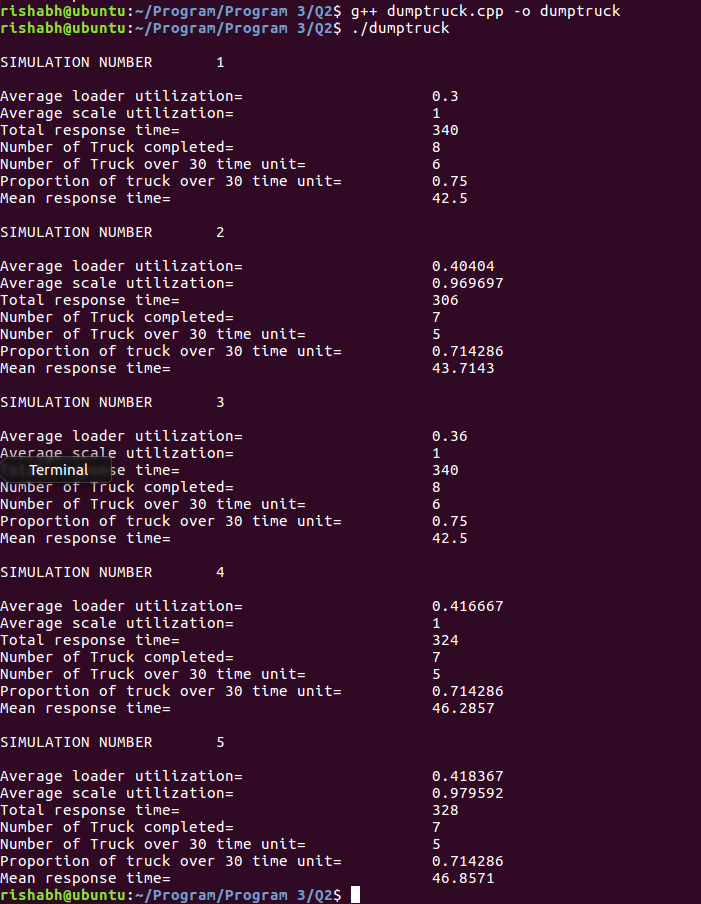 rishabh@ubuntu:~/Program/Program 3/Q2$ g++ dumptruck.cpp -o dumptruck
rishabh@ubuntu:~/Program/Program 3/Q2$ ./dumptruck
SIMULATION NUMBER 1
Average loader utilization= 0.3
Average scale utilization= 1
Total response time= 340
Number of Truck completed= 8
Number of Truck over 30 time unit= 6
Proportion of truck over 30 time unit= 0.75
Mean response time= 42.5
SIMULATION NUMBER 2
Average loader utilization= 0.40404
Average scale utilization= 0.969697
Total response time= 306
Number of Truck completed= 7
Number of Truck over 30 time unit= 5
Proportion of truck over 30 time unit= 0.714286
Mean response time= 43.7143
SIMULATION NUMBER 3
Average loader utilization= 0.36
Average scale utilization= 1
Terminal se time= 340
Number of Truck completed= 8
Number of Truck over 30 time unit= 6
Proportion of truck over 30 time unit= 0.75
Mean response time= 42.5
SIMULATION NUMBER 4
Average loader utilization= 0.416667
Average scale utilization= 1
Total response time= 324
Number of Truck completed= 7
Number of Truck over 30 time unit= 5
Proportion of truck over 30 time unit= 0.714286
Mean response time= 46.2857
SIMULATION NUMBER 5
Average loader utilization= 0.418367
Average scale utilization= 0.979592
Total response time= 328
Number of Truck completed= 7
Number of Truck over 30 time unit= 5
Proportion of truck over 30 time unit= 0.714286
Mean response time= 46.8571
rishabh@ubuntu:~/Program/Program 3/Q2$